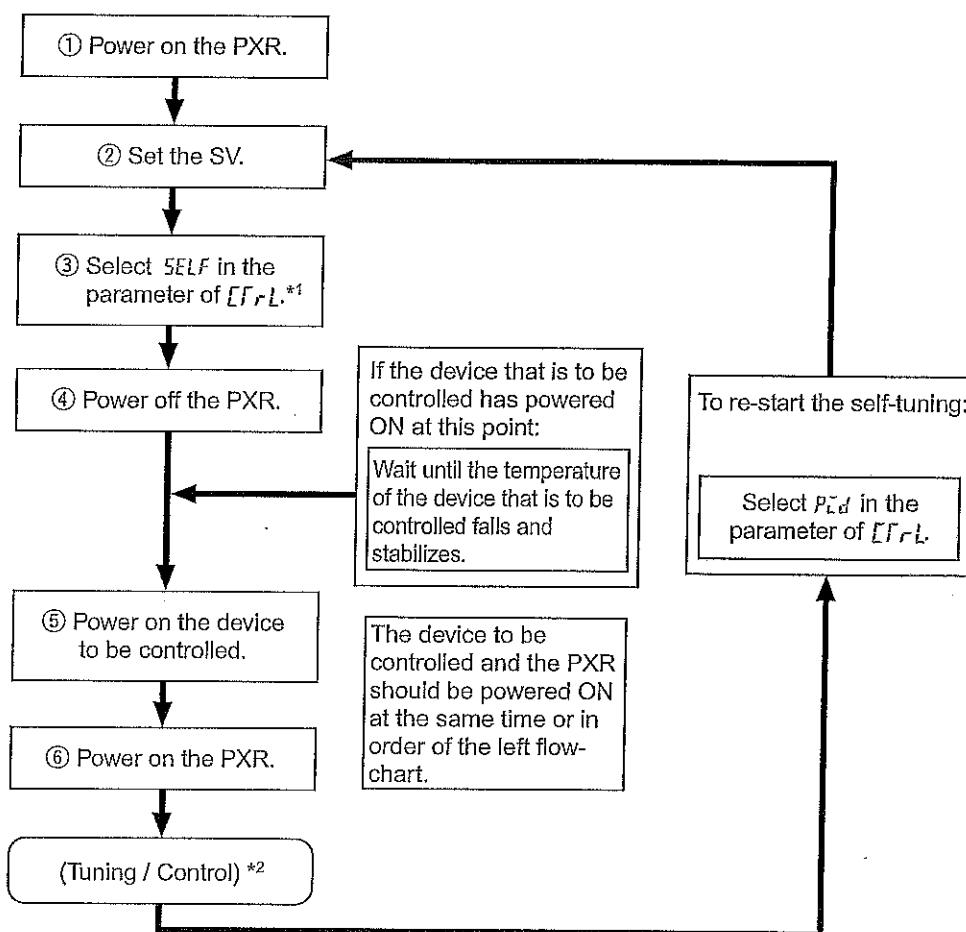 ① Power on the PXR.
② Set the SV.
③ Select SELF in the
parameter of CTrL.*1
④ Power off the PXR.
If the device that is to be
controlled has powered
ON at this point:
Wait until the temperature
of the device that is to be
controlled falls and
stabilizes.
⑤ Power on the device
to be controlled.
The device to be
controlled and the PXR
should be powered ON
at the same time or in
order of the left flow-
chart.
⑥ Power on the PXR.
(Tuning / Control) *2
To re-start the self-tuning:
Select PId in the
parameter of CTrL.